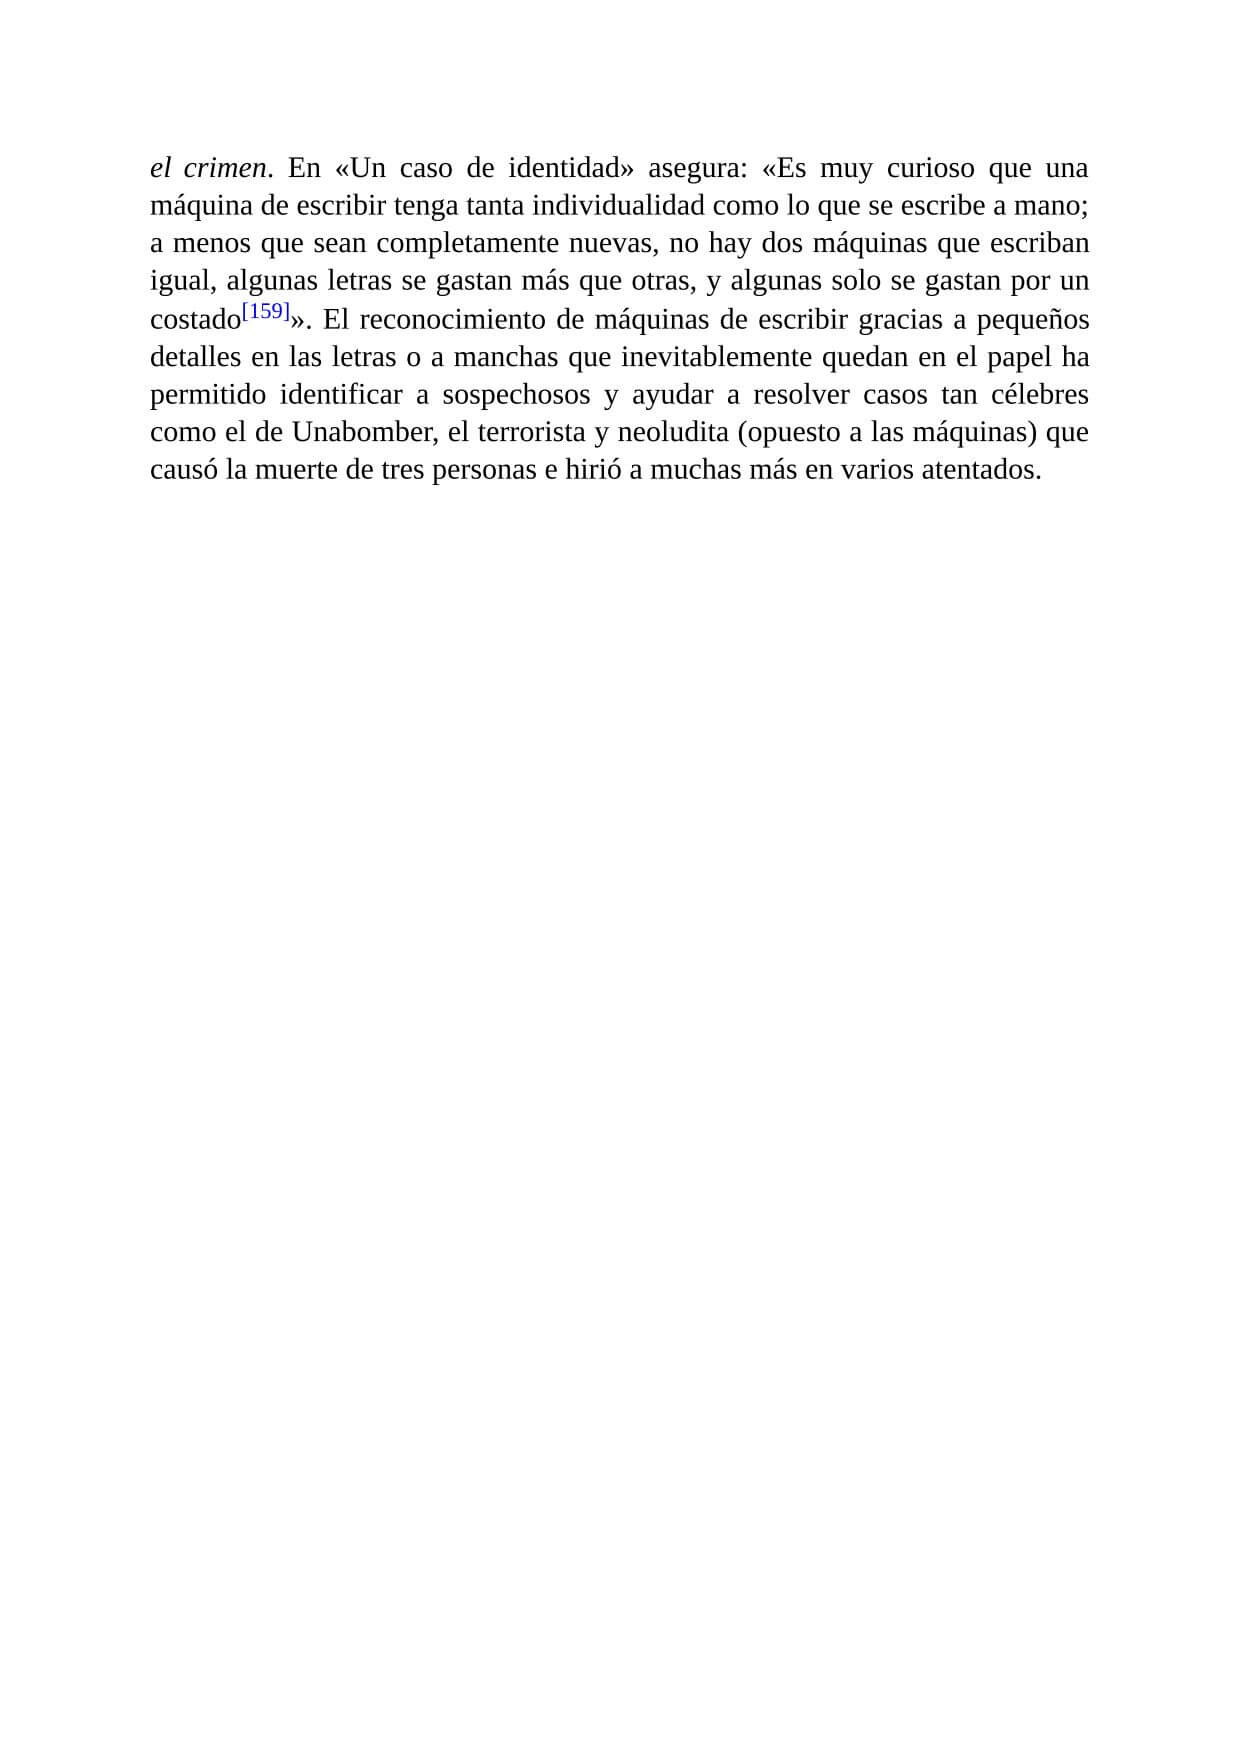 el crimen. En «Un caso de identidad» asegura: «Es muy curioso que una
máquina de escribir tenga tanta individualidad como lo que se escribe a mano;
a menos que sean completamente nuevas, no hay dos máquinas que escriban
igual, algunas letras se gastan más que otras, y algunas solo se gastan por un
costado[159]». El reconocimiento de máquinas de escribir gracias a pequeños
detalles en las letras o a manchas que inevitablemente quedan en el papel ha
permitido identificar a sospechosos y ayudar a resolver casos tan célebres
como el de Unabomber, el terrorista y neoludita (opuesto a las máquinas) que
causó la muerte de tres personas e hirió a muchas más en varios atentados.